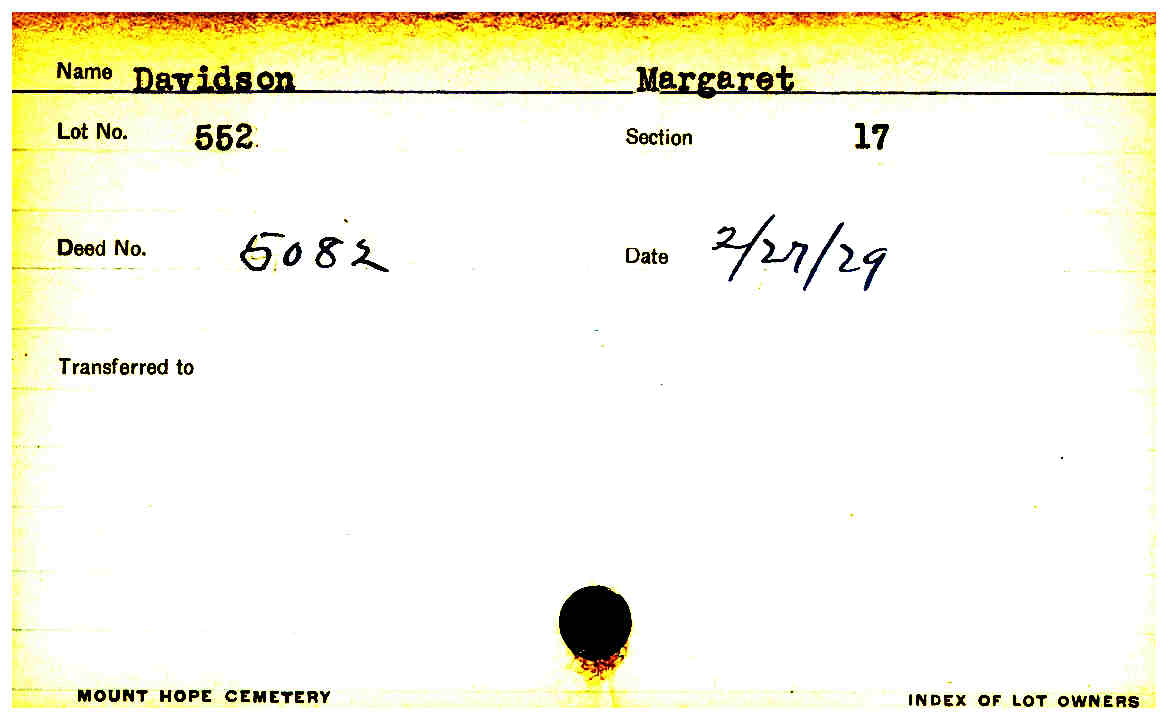 Name Davidson Margaret
Lot No. 552 Section 17
Deed No. 5082 Date 2/27/29
Transferred to
MOUNT HOPE CEMETERY INDEX OF LOT OWNERS